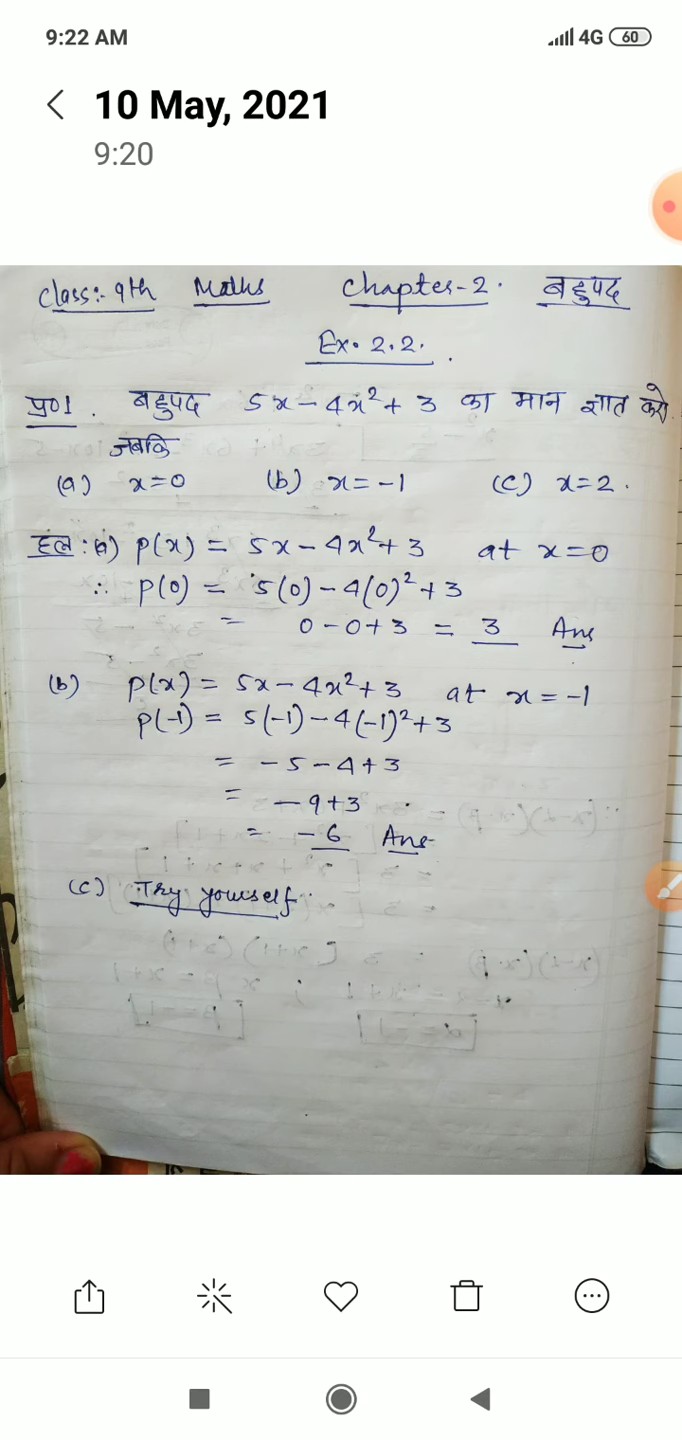 9:22 AM 4G 60
10 May, 2021
9:20
Class:- 9th Maths Chapter-2. बहुपद
Ex. 2.2.
प्र01. बहुपद 5x-4x²+3 का मान ज्ञात करो.
जबकि
(a) x=0 (b) x=-1 (c) x=2.
हल:(a) p(x) = 5x-4x²+3 at x=0
∴ p(0) = 5(0)-4(0)²+3
= 0-0+3 = 3 Ans
(b) p(x) = 5x-4x²+3 at x=-1
p(-1) = 5(-1)-4(-1)²+3
= -5-4+3
= -9+3
= -6 Ans
(c) Try yourself.